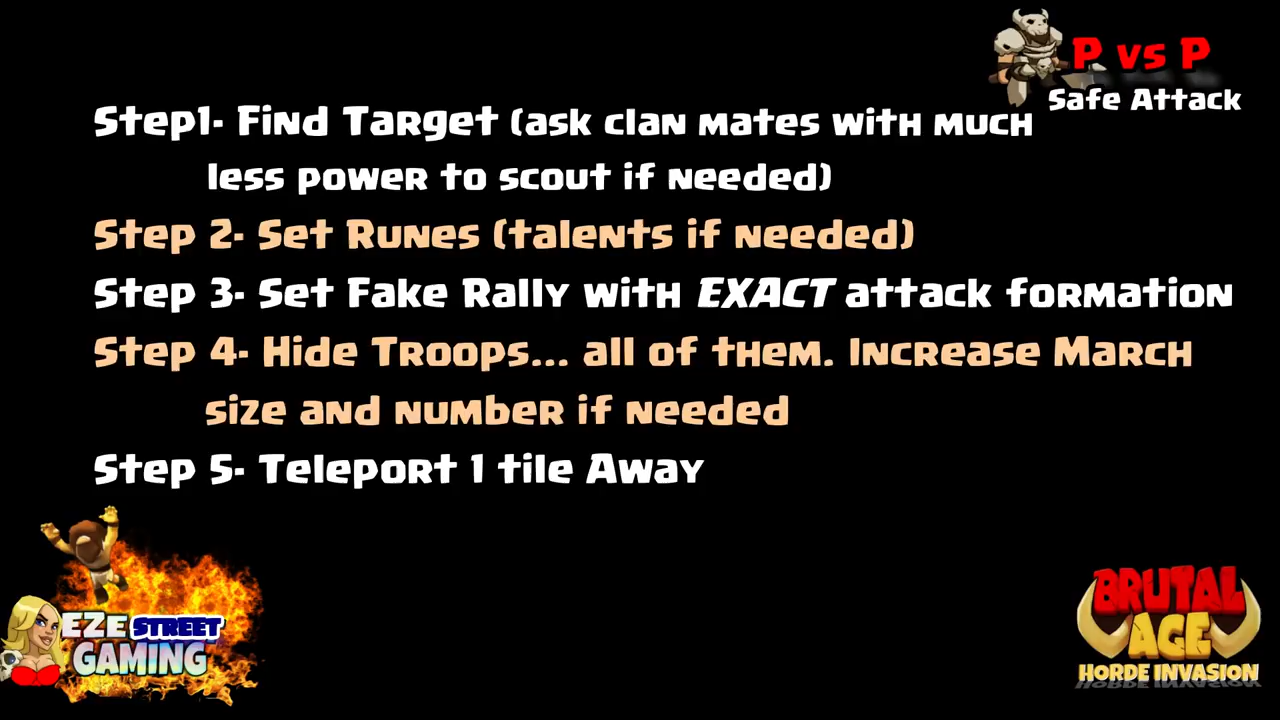 P vs P
Safe Attack
Step1- Find Target (ask clan mates with much
less power to scout if needed)
Step 2- Set Runes (talents if needed)
Step 3- Set Fake Rally with EXACT attack formation
Step 4- Hide Troops... all of them. Increase March
size and number if needed
Step 5- Teleport 1 tile Away
EZE STREET
GAMING
BRUTAL
AGE
HORDE INVASION